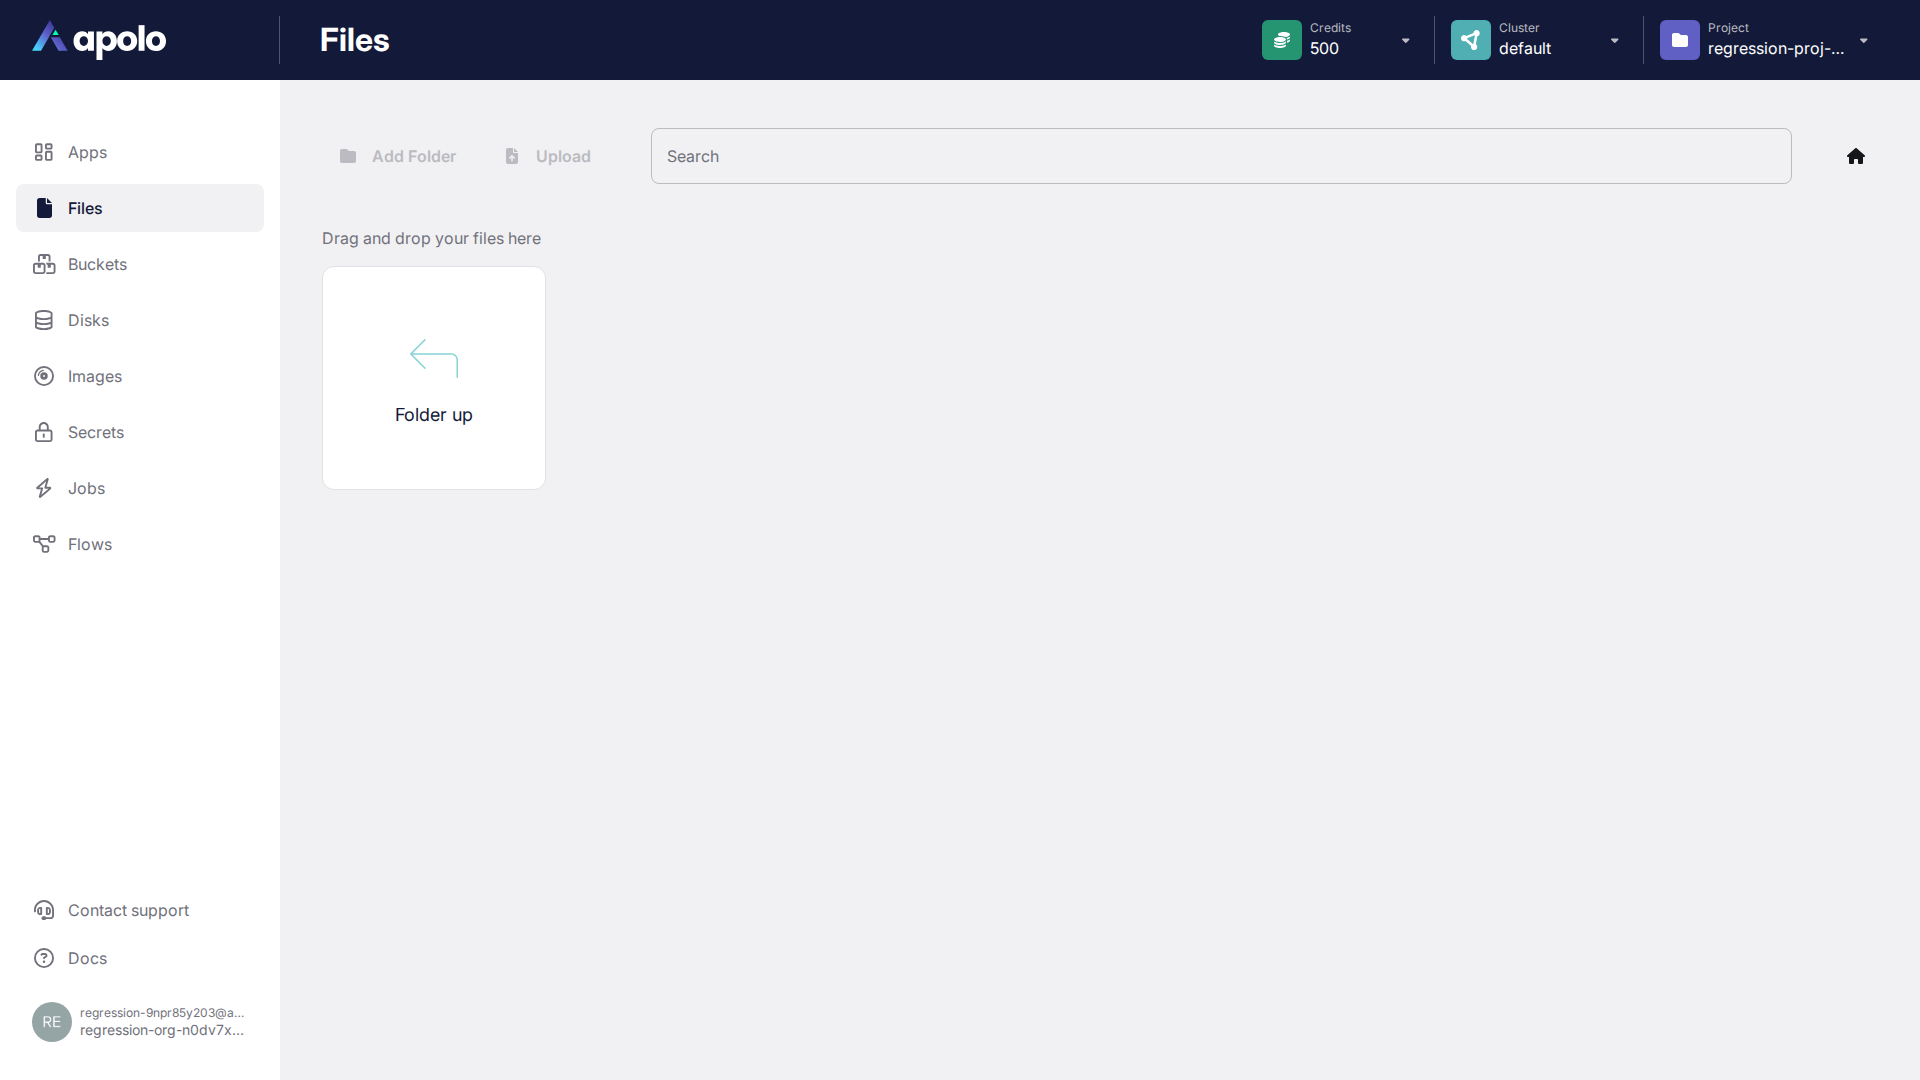 apolo
Files
Credits
500
Cluster
default
Project
regression-proj-...
Apps
Files
Buckets
Disks
Images
Secrets
Jobs
Flows
Add Folder
Upload
Search
Drag and drop your files here
Folder up
Contact support
Docs
RE
regression-9npr85y203@a...
regression-org-n0dv7x...